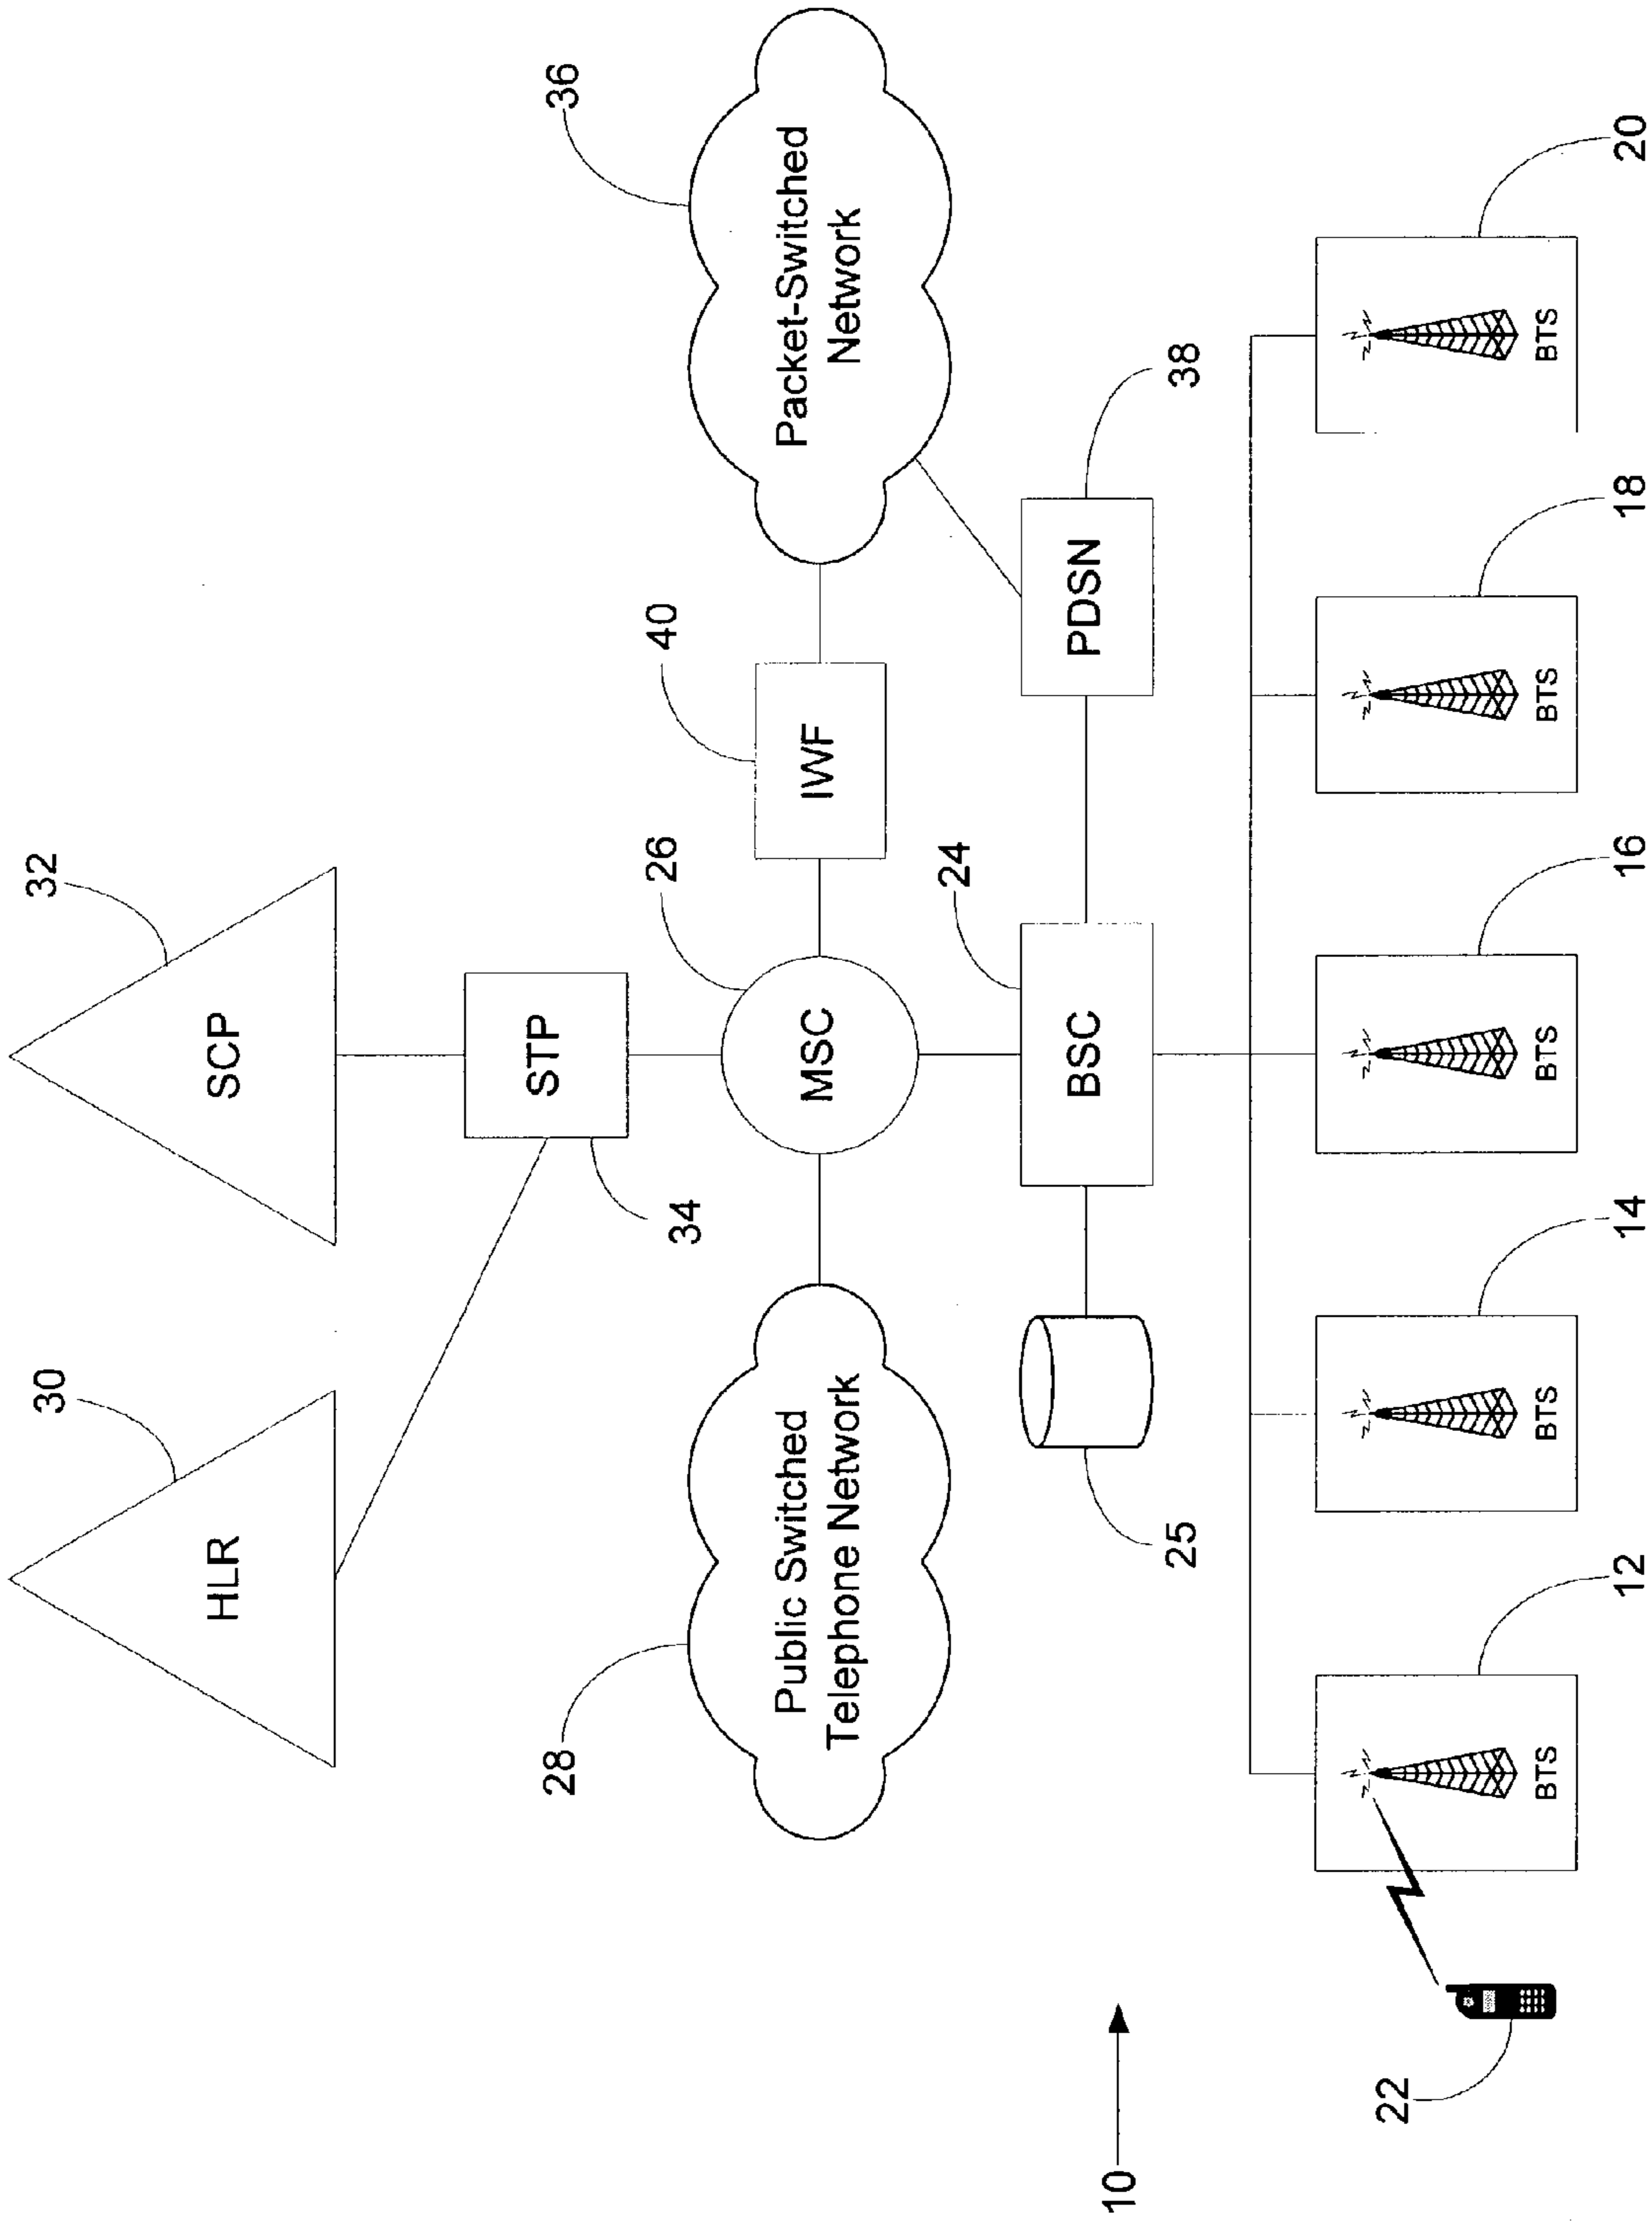 30
32
HLR
SCP
STP
34
28
26
40
36
Public Switched
Telephone Network
MSC
IWF
Packet-Switched
Network
24
BSC
PDSN
38
25
10
22
BTS
BTS
BTS
BTS
BTS
12
14
16
18
20